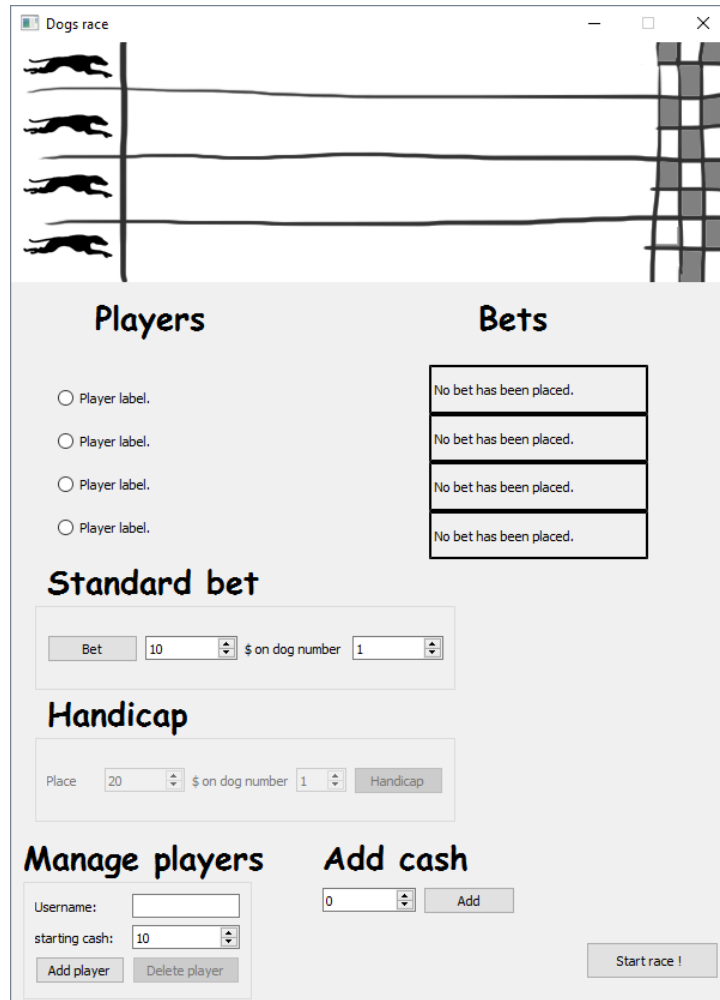 Dogs race
Players Bets
Player label. No bet has been placed.
Player label. No bet has been placed.
Player label. No bet has been placed.
Player label. No bet has been placed.
Standard bet
Bet 10 $ on dog number 1
Handicap
Place 20 $ on dog number 1 Handicap
Manage players Add cash
Username: 0 Add
starting cash: 10
Add player Delete player Start race !